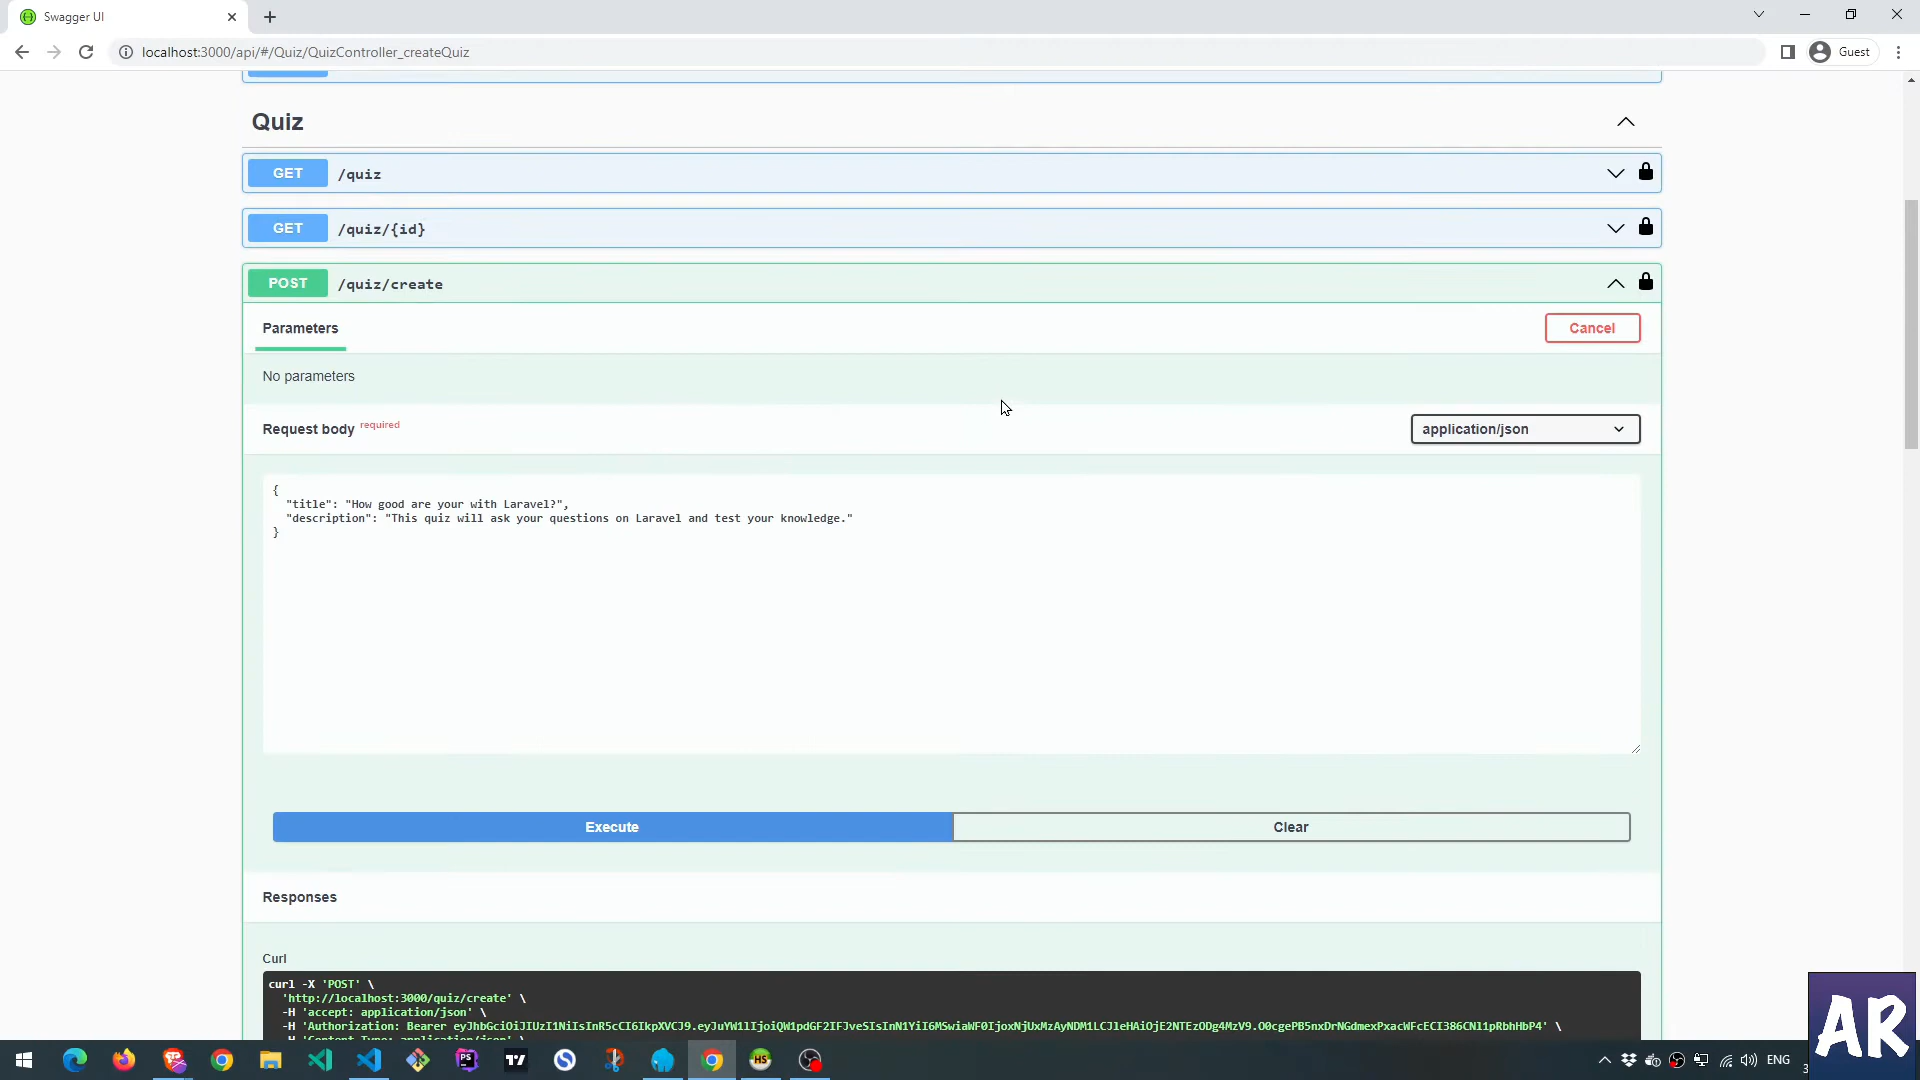 Swagger UI
localhost:3000/api/#/Quiz/QuizController_createQuiz
Guest
Quiz
GET /quiz
GET /quiz/{id}
POST /quiz/create
Parameters
Cancel
No parameters
Request body required
application/json
{
"title": "How good are your with Laravel?",
"description": "This quiz will ask your questions on Laravel and test your knowledge."
}
Execute
Clear
Responses
Curl
curl -X 'POST' \
'http://localhost:3000/quiz/create' \
-H 'accept: application/json' \
-H 'Authorization: Bearer
ENG
AR